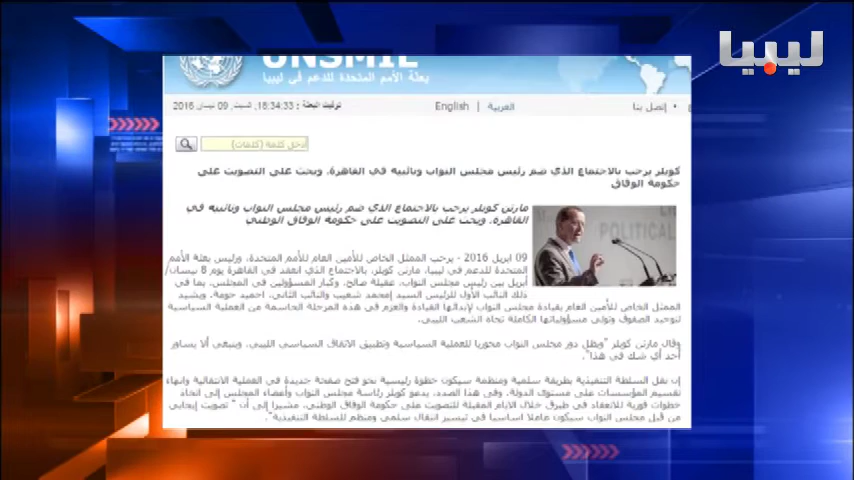 ليبيا
UNSMIL
بعثة الأمم المتحدة للدعم في ليبيا
إتصل بنا
العربية | English
توقيت البعثة : 18:34:33, السبت, 09 نيسان 2016
أدخل كلمة (كلمات)
كوبلر يرحب بالاجتماع الذي ضم رئيس مجلس النواب ونائبيه في القاهرة، ويحث على التصويت على
حكومة الوفاق
مارتن كوبلر يرحب بالاجتماع الذي ضم رئيس مجلس النواب ونائبيه في
القاهرة، ويحث على التصويت على حكومة الوفاق الوطني
POLITICAL
09 ابريل 2016 - يرحب الممثل الخاص للأمين العام للأمم المتحدة، ورئيس بعثة الأمم
المتحدة للدعم في ليبيا، مارتن كوبلر، بالاجتماع الذي انعقد في القاهرة يوم 8 نيسان/
أبريل بين رئيس مجلس النواب، عقيلة صالح، وكبار المسؤولين في المجلس، بما في
ذلك النائب الأول للرئيس السيد إمحمد شعيب والنائب الثاني، احميد حومة. ويشيد
الممثل الخاص للأمين العام بقيادة مجلس النواب لإبدائها القيادة والعزم في هذه المرحلة الحاسمة من العملية السياسية
لتوحيد الصفوف وتولي مسؤولياتها الكاملة تجاه الشعب الليبي.
وقال مارتن كوبلر "ويظل دور مجلس النواب محوريا للعملية السياسية وتطبيق الاتفاق السياسي الليبي. وينبغي ألا يساور
أحد أي شك في هذا".
إن نقل السلطة التنفيذية بطريقة سلمية ومنظمة سيكون خطوة رئيسية نحو فتح صفحة جديدة في العملية الانتقالية وانهاء
تقسيم المؤسسات على مستوى الدولة. وفي هذا الصدد، يدعو كوبلر رئاسة مجلس النواب وأعضاء المجلس إلى اتخاذ
خطوات فورية للانعقاد في طبرق خلال الايام المقبلة للتصويت على حكومة الوفاق الوطني، مشيرا إلى أن " تصويت إيجابي
من قبل مجلس النواب سيكون عاملا اساسيا في تيسير انتقال سلمي ومنظم للسلطة التنفيذية".